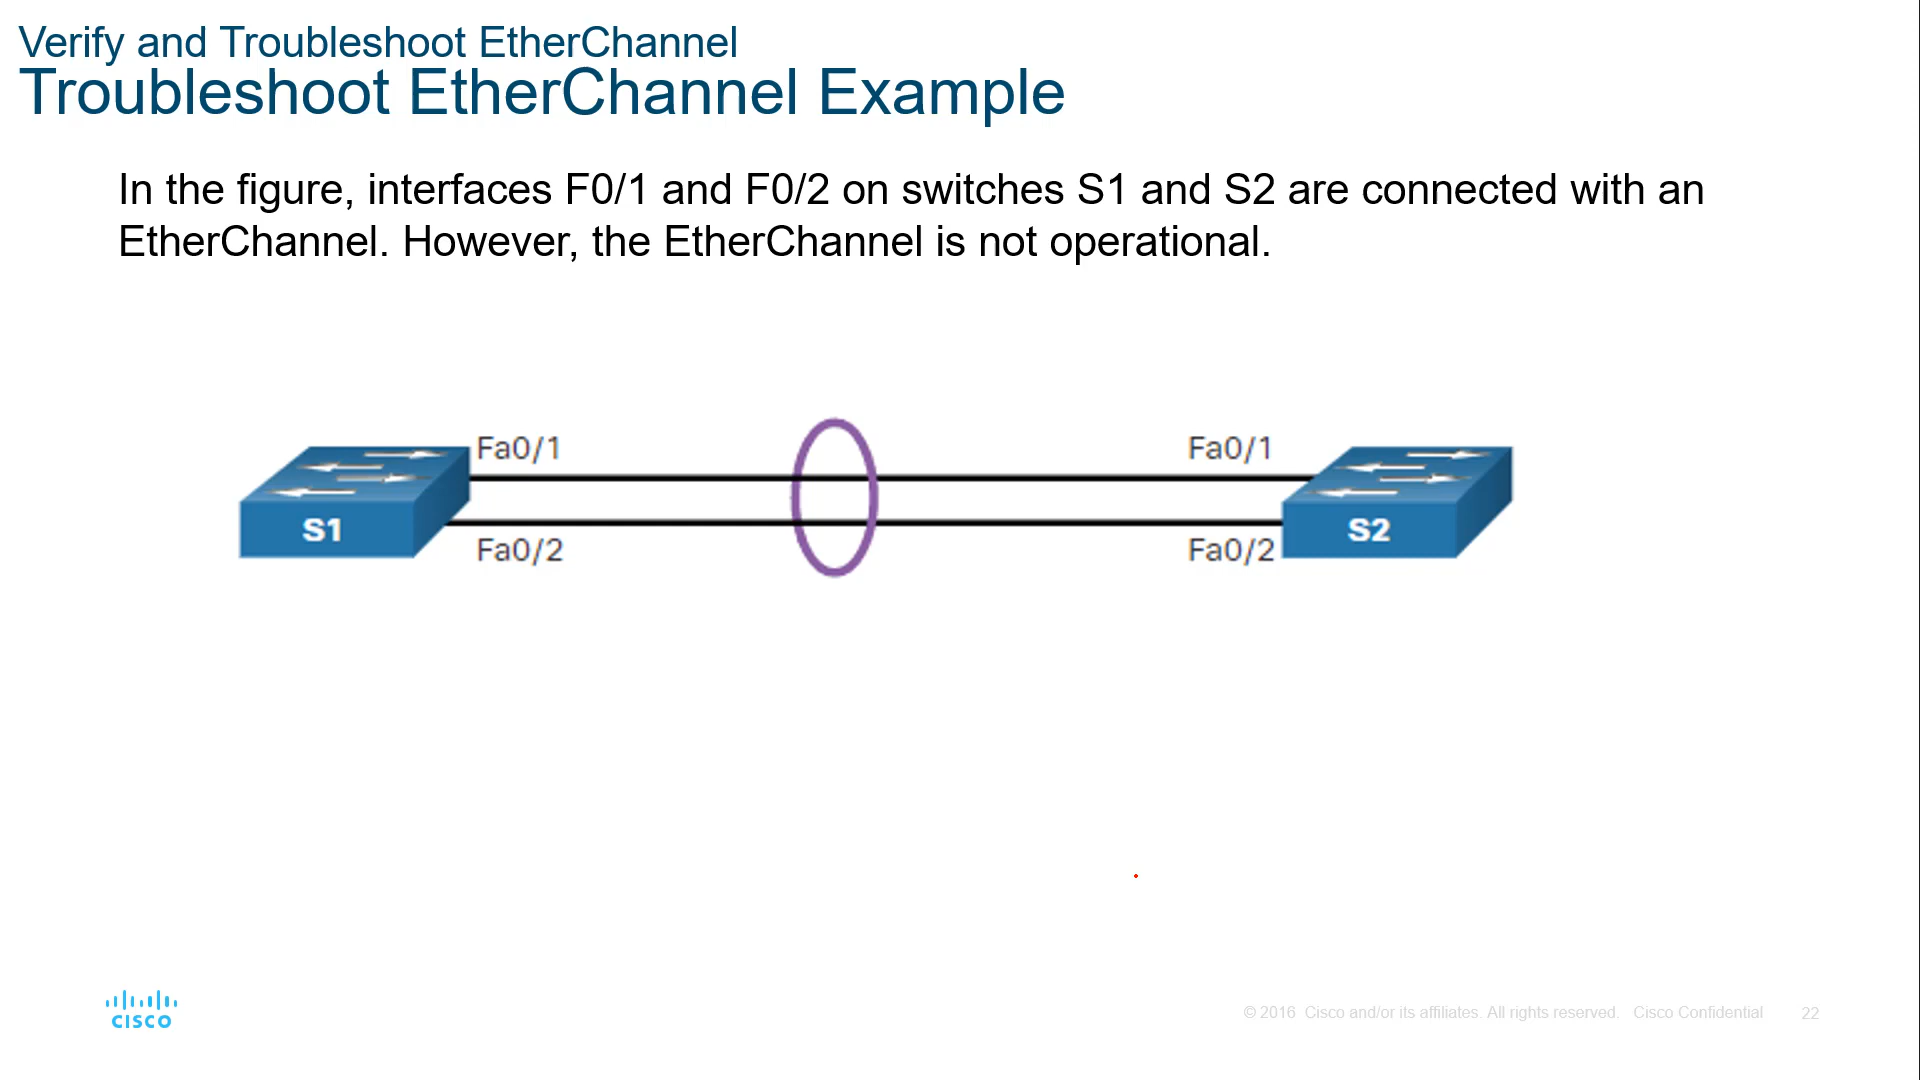 Verify and Troubleshoot EtherChannel
Troubleshoot EtherChannel Example
In the figure, interfaces F0/1 and F0/2 on switches S1 and S2 are connected with an
EtherChannel. However, the EtherChannel is not operational.
Fa0/1
Fa0/1
S1
S2
Fa0/2
Fa0/2
CISCO
© 2016 Cisco and/or its affiliates. All rights reserved. Cisco Confidential
22